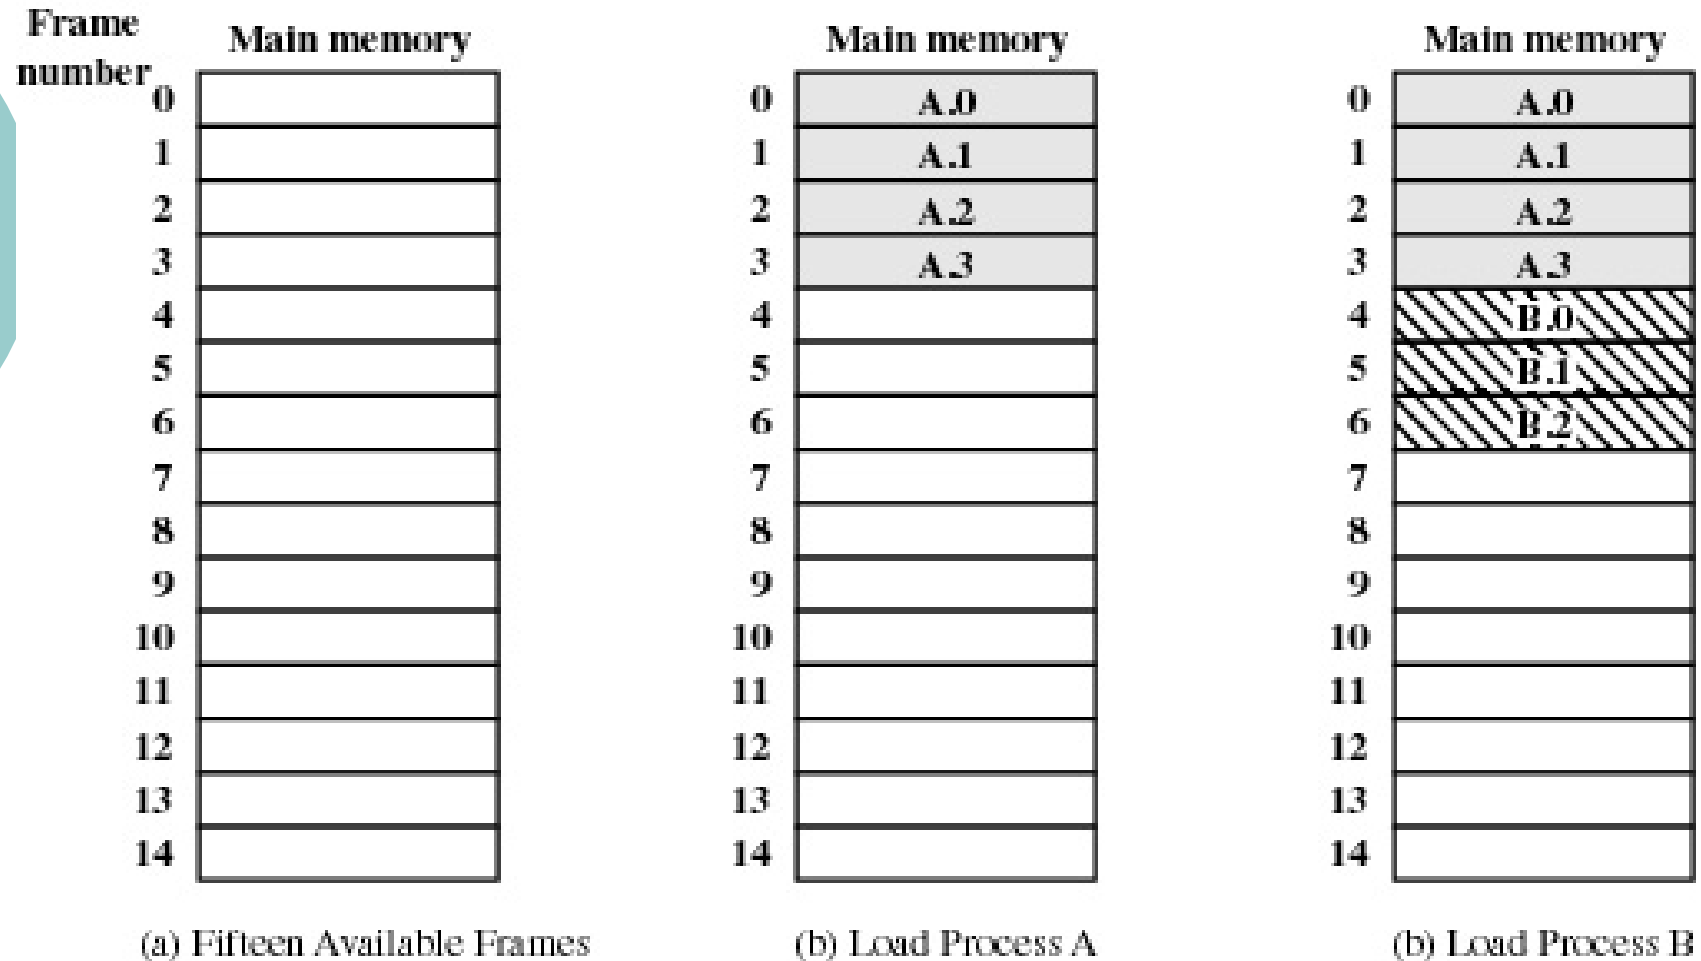 Frame
number
Main memory
0
1
2
3
4
5
6
7
8
9
10
11
12
13
14
(a) Fifteen Available Frames
Main memory
0 A.0
1 A.1
2 A.2
3 A.3
4
5
6
7
8
9
10
11
12
13
14
(b) Load Process A
Main memory
0 A.0
1 A.1
2 A.2
3 A.3
4 B.0
5 B.1
6 B.2
7
8
9
10
11
12
13
14
(b) Load Process B